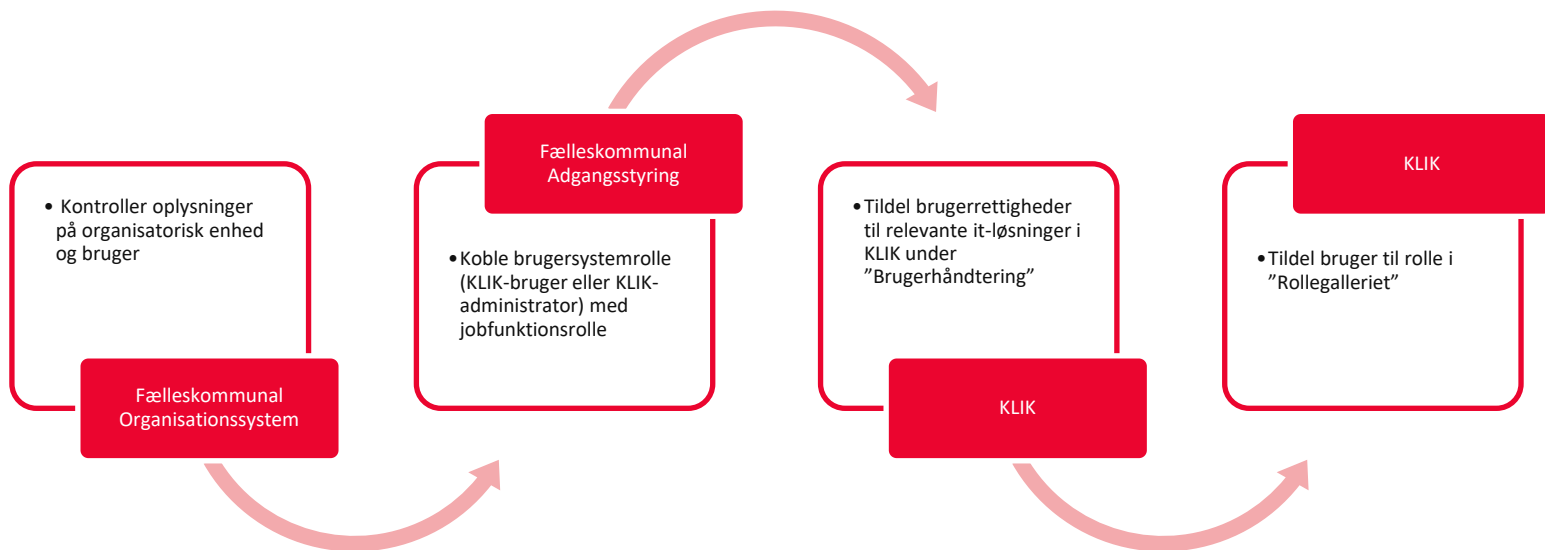 • Kontroller oplysninger
på organisatorisk enhed
og bruger
Fælleskommunal
Organisationssystem
Fælleskommunal
Adgangsstyring
• Koble brugersystemrolle
(KLIK-bruger eller KLIK-
administrator) med
jobfunktionsrolle
• Tildel brugerrettigheder
til relevante it-løsninger i
KLIK under
”Brugerhåndtering”
KLIK
KLIK
• Tildel bruger til rolle i
”Rollegalleriet”